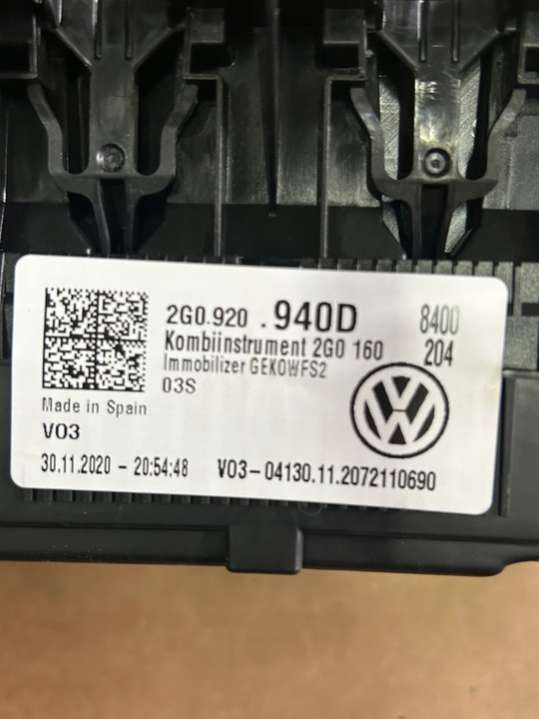 2G0.920 .940D 8400
Kombiinstrument 2G0 160 204
Immobilizer GEKOWFS2
03S
Made in Spain
V03
30.11.2020 - 20:54:48 V03-04130.11.2072110690